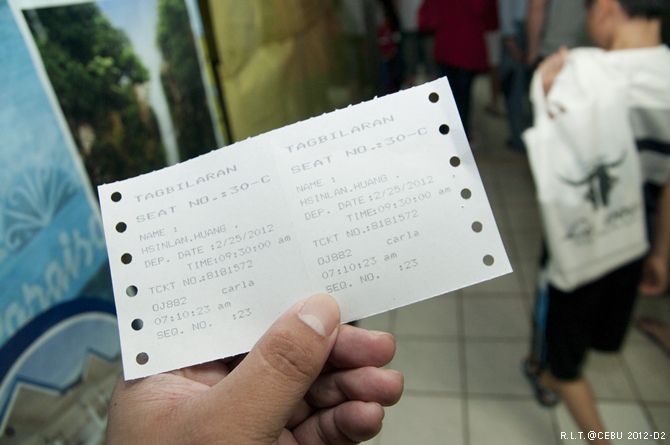 TAGBILARAN
SEAT NO.:30-C
NAME :
HSINLAN.HUANG .
DEP. DATE :2/25/2012
TIME:09:30:00 am
TCKT NO.:8181572
OJ882 carla
07:10:23 am
SEQ. NO. :23
TAGBILARAN
SEAT NO.:30-C
NAME :
HSINLAN.HUANG .
DEP. DATE :2/25/2012
TIME:09:30:00 am
TCKT NO.:8181572
OJ882 carla
07:10:23 am
SEQ. NO. :23
R.L.T. @CEBU 2012-D2